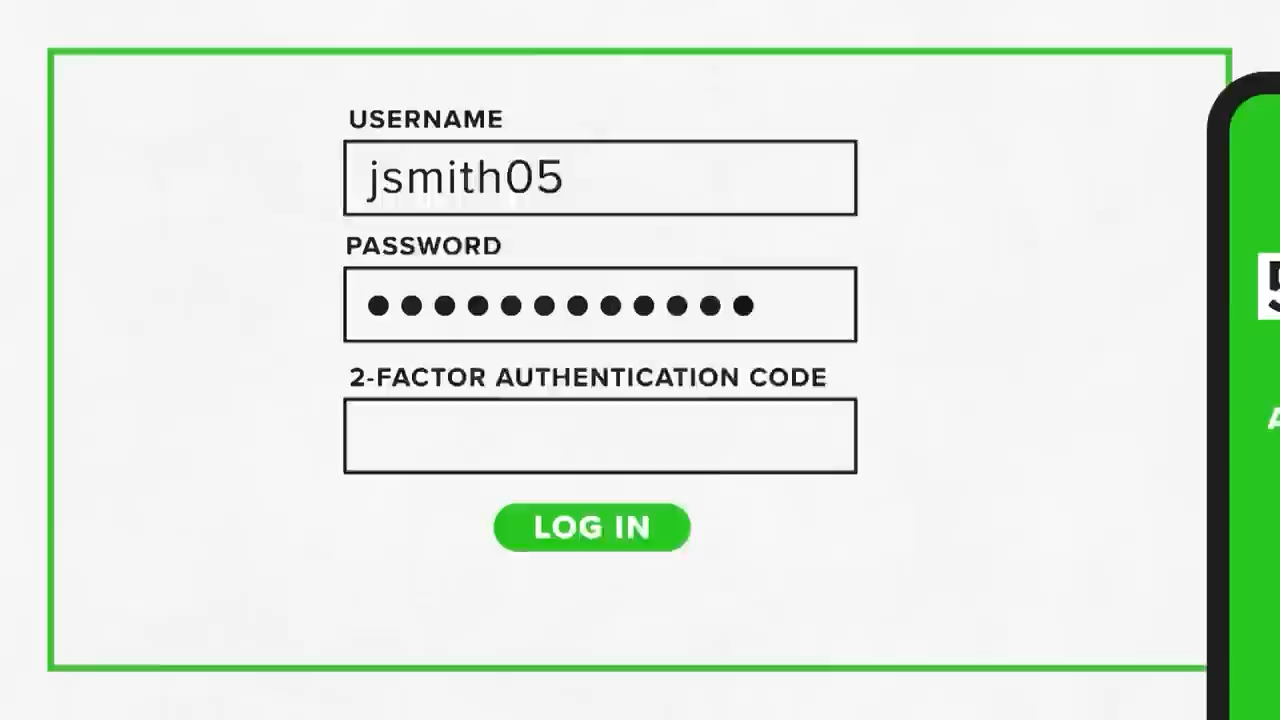 USERNAME
jsmith05
PASSWORD
2-FACTOR AUTHENTICATION CODE
LOG IN